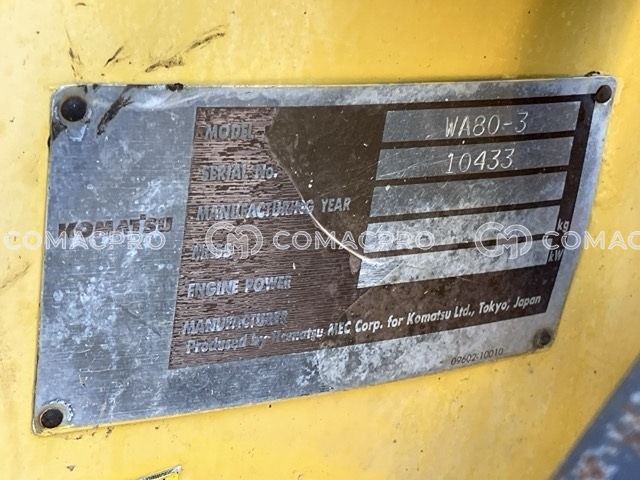 MODEL WA80-3
SERIAL No. 10433
MANUFACTURING YEAR
KOMATSU
MASS kg
COMACPRO COMACPRO COMACPRO
ENGINE POWER kW
MANUFACTURER
Produced by Komatsu MEC Corp. for Komatsu Ltd., Tokyo, Japan
09602-10010